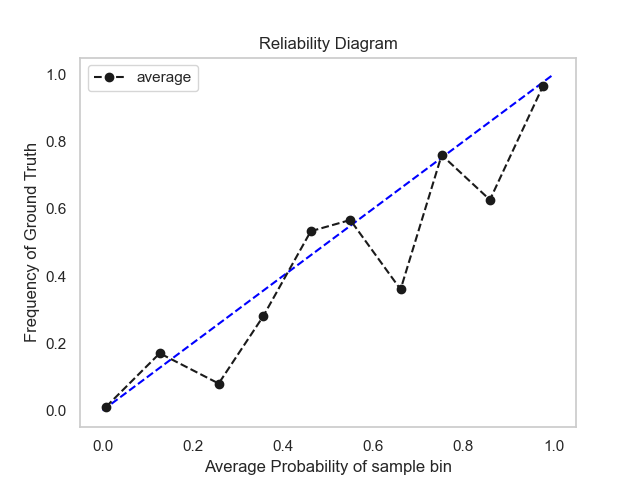 Reliability Diagram
average
1.0
0.8
0.6
0.4
0.2
0.0
Frequency of Ground Truth
0.0 0.2 0.4 0.6 0.8 1.0
Average Probability of sample bin